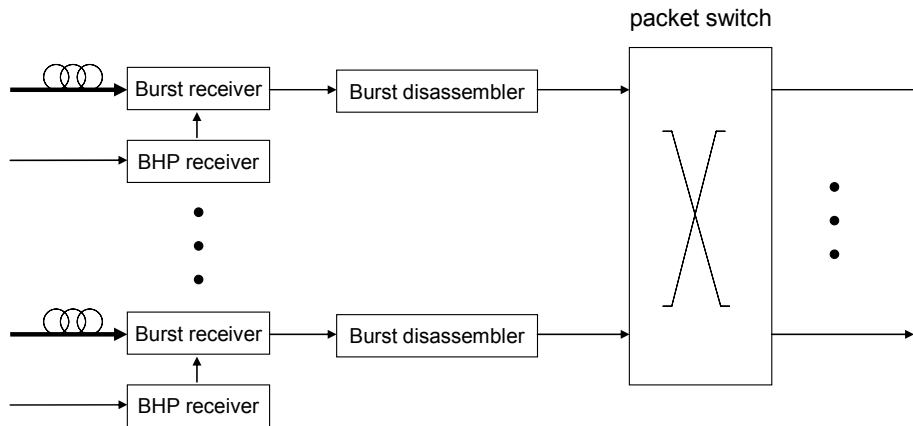 packet switch
Burst receiver
Burst disassembler
BHP receiver
Burst receiver
Burst disassembler
BHP receiver